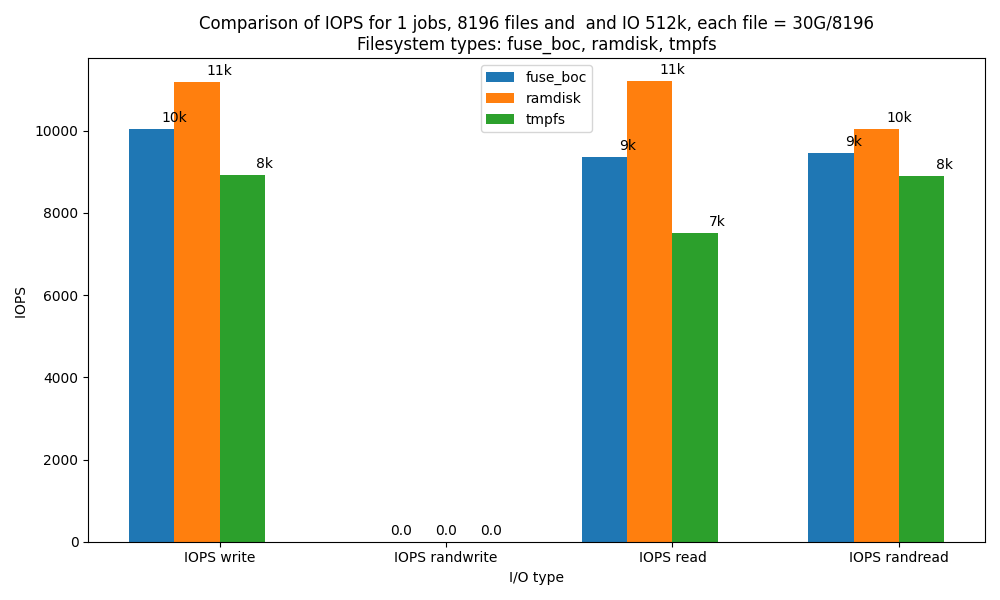 Comparison of IOPS for 1 jobs, 8196 files and  and IO 512k, each file = 30G/8196
Filesystem types: fuse_boc, ramdisk, tmpfs
fuse_boc
ramdisk
tmpfs
IOPS
10000
8000
6000
4000
2000
0
10k
11k
8k
0.0
0.0
0.0
9k
11k
7k
9k
10k
8k
IOPS write
IOPS randwrite
IOPS read
IOPS randread
I/O type